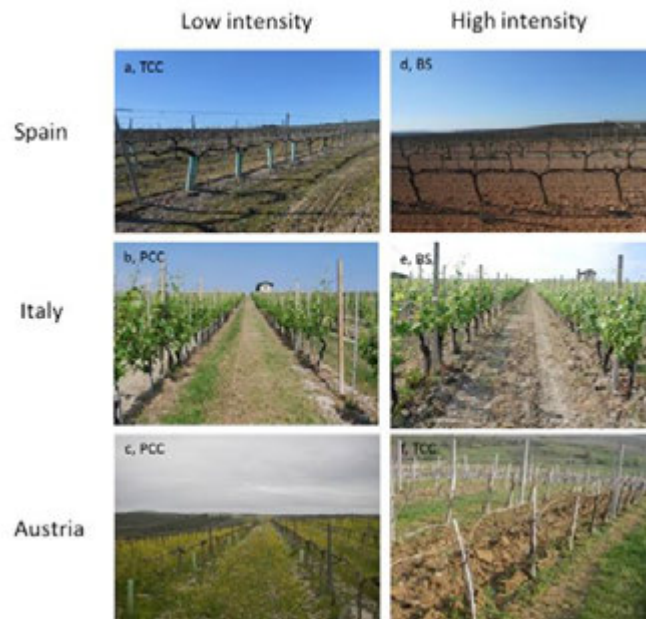 Low intensity High intensity
Spain
a, TCC d, BS
Italy
b, PCC e, BS
Austria
c, PCC f, TCC